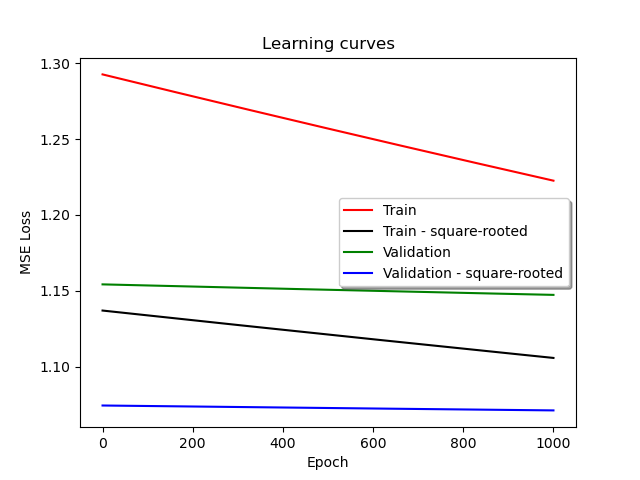 Learning curves
1.30
1.25
1.20
1.15
1.10
MSE Loss
Train
Train - square-rooted
Validation
Validation - square-rooted
0 200 400 600 800 1000
Epoch